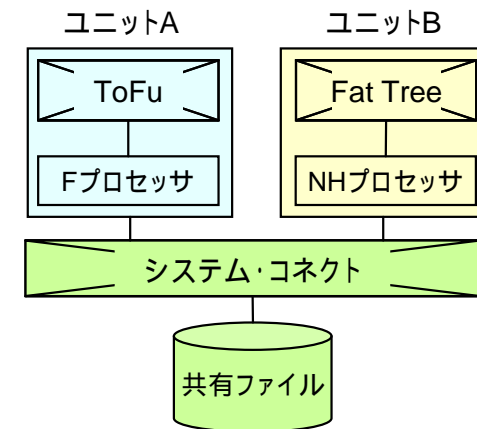 ユニットA
ユニットB
ToFu
Fat Tree
Fプロセッサ
NHプロセッサ
システム・コネクト
共有ファイル